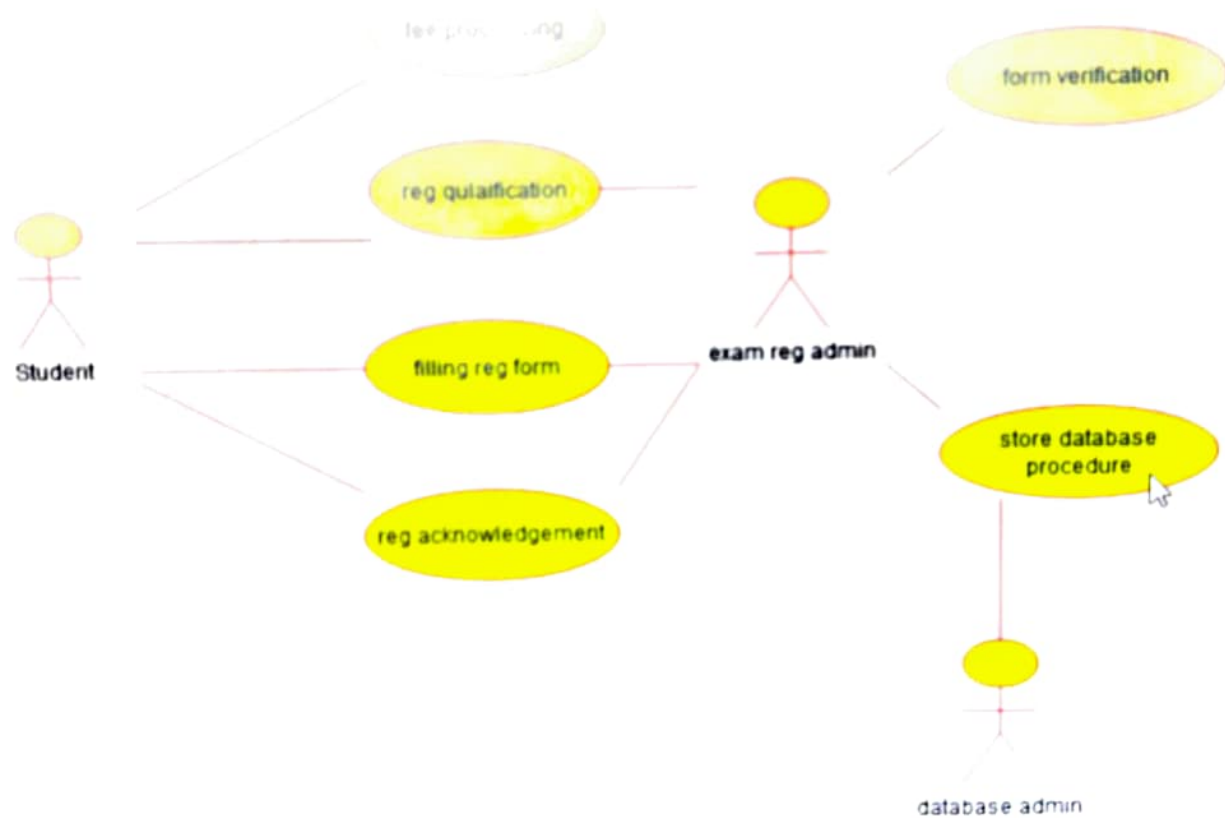 form verification
reg qulaification
exam reg admin
Student
filling reg form
store database
procedure
reg acknowledgement
database admin